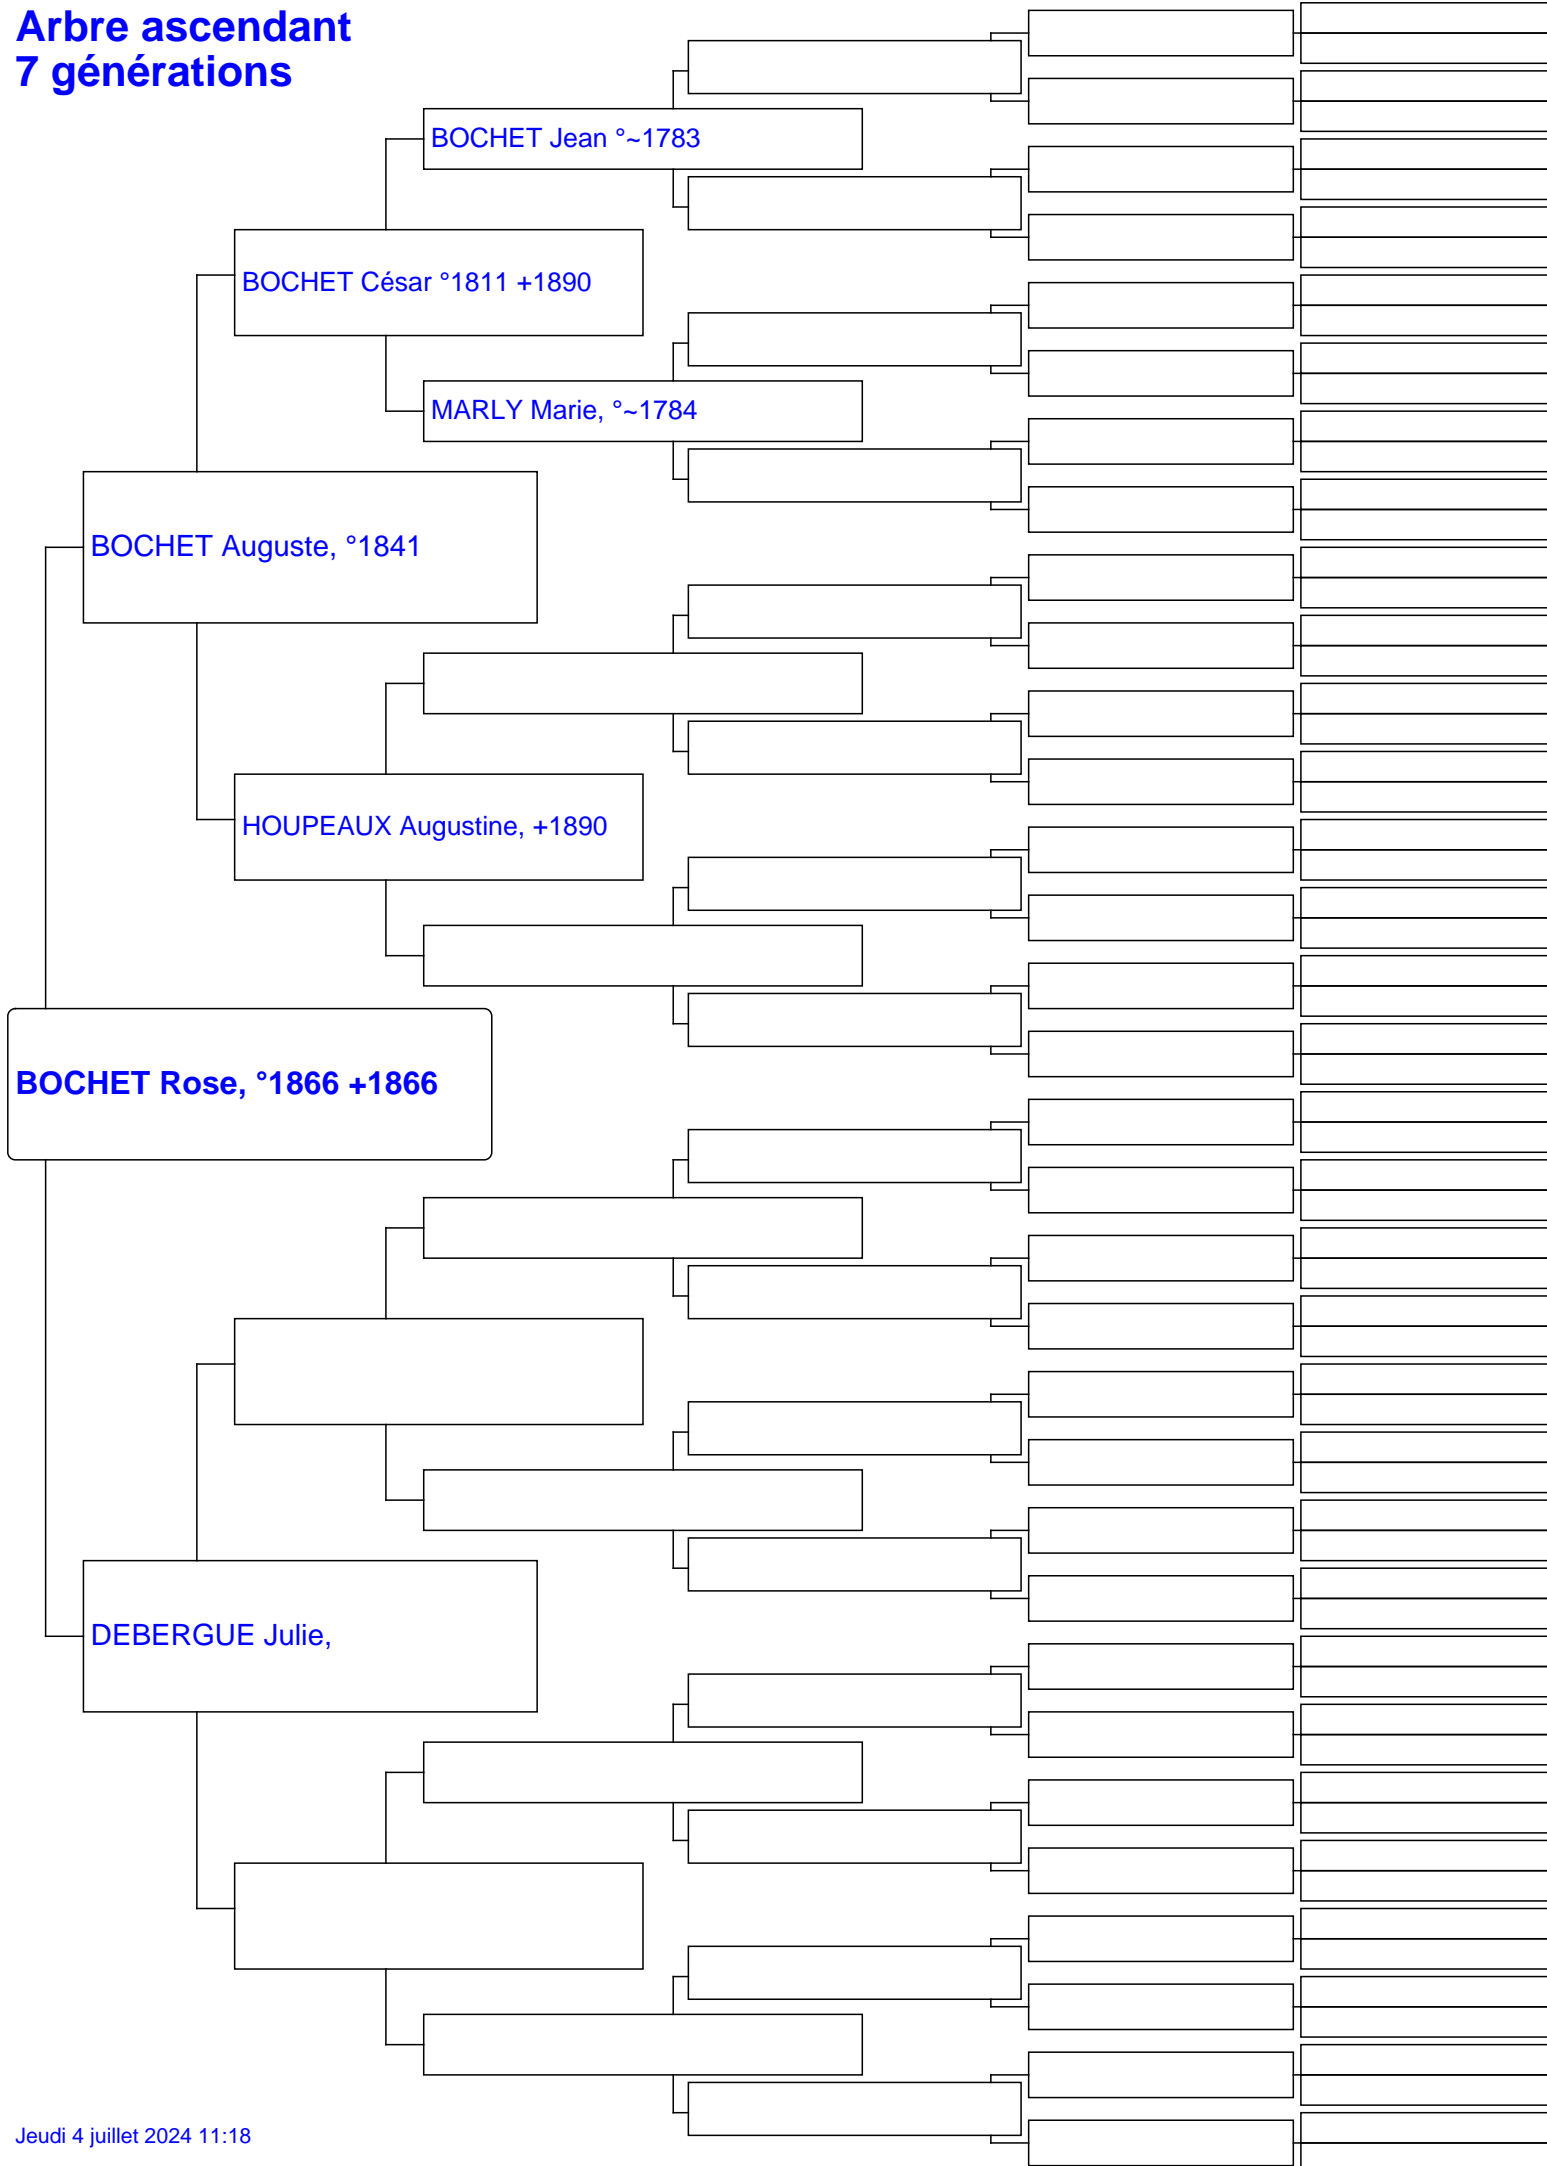 Arbre ascendant
7 générations
BOCHET Jean °~1783
BOCHET César °1811 +1890
MARLY Marie, °~1784
BOCHET Auguste, °1841
HOUPEAUX Augustine, +1890
BOCHET Rose, °1866 +1866
DEBERGUE Julie,
Jeudi 4 juillet 2024 11:18